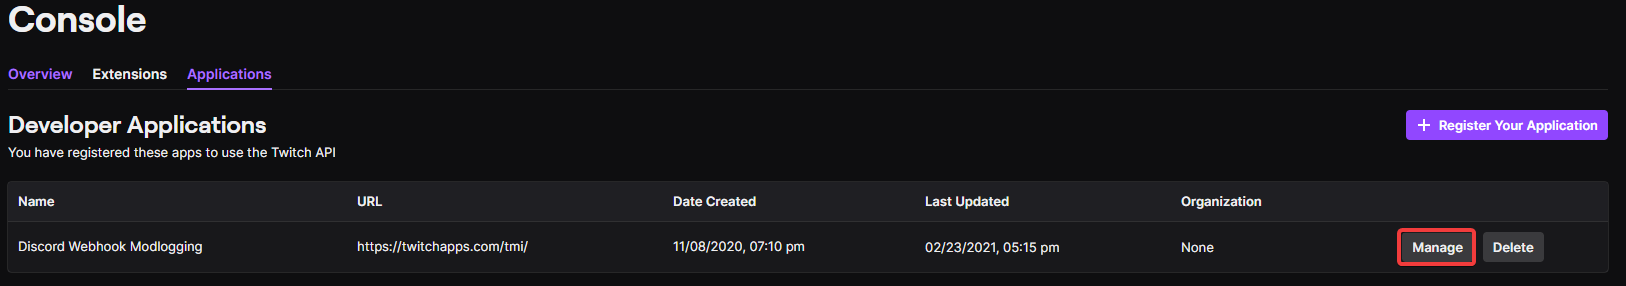 Console
Overview Extensions Applications
Developer Applications
+ Register Your Application
You have registered these apps to use the Twitch API
Name URL Date Created Last Updated Organization
Discord Webhook Modlogging https://twitchapps.com/tmi/ 11/08/2020, 07:10 pm 02/23/2021, 05:15 pm None Manage Delete